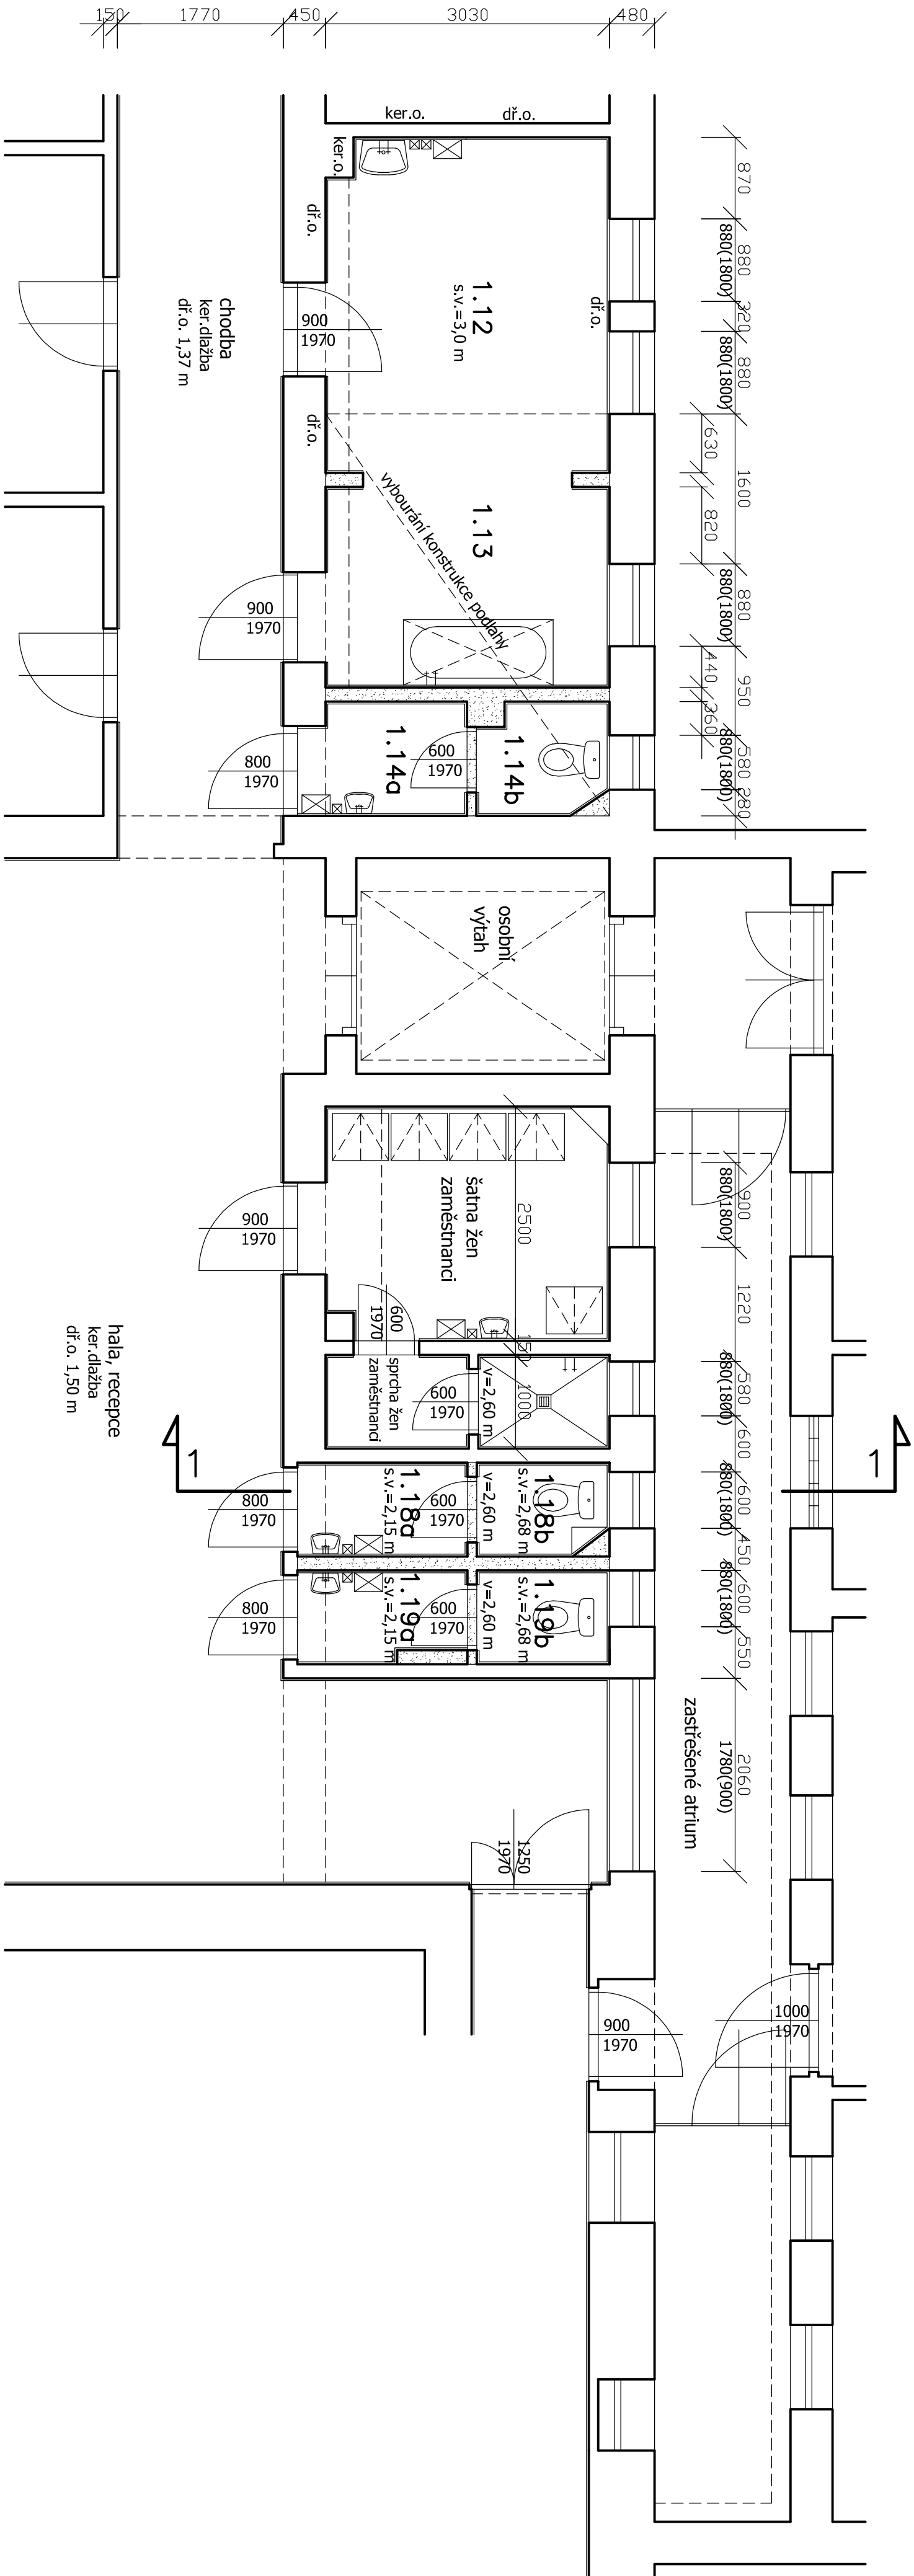 150
1770
450
3030
480
ker.o.
dř.o.
ker.o.
dř.o.
1.12
s.v.=3,0 m
dř.o.
900
1970
chodba
ker.dlažba
dř.o. 1,37 m
dř.o.
870
880
880(1800)
320
880
880(1800)
630
1600
820
880
880(1800)
440
950
360
580
880(1800)
280
vybourání konstrukce podlahy
1.13
900
1970
1.14a
600
1970
1.14b
800
1970
osobní
výtah
šatna žen
zaměstnanci
2500
900
1970
600
1970
150
sprcha žen
zaměstnanci
600
1970
v=2,60 m
1000
900
880(1800)
1220
580
880(1800)
600
600
880(1800)
450
600
880(1800)
550
2060
1780(900)
hala, recepce
ker.dlažba
dř.o. 1,50 m
1
1
800
1970
1.18a
s.v.=2,15 m
600
1970
v=2,60 m
1.18b
s.v.=2,68 m
800
1970
1.19a
s.v.=2,15 m
600
1970
v=2,60 m
1.19b
s.v.=2,68 m
zastřešené atrium
1250
1970
900
1970
1000
1970